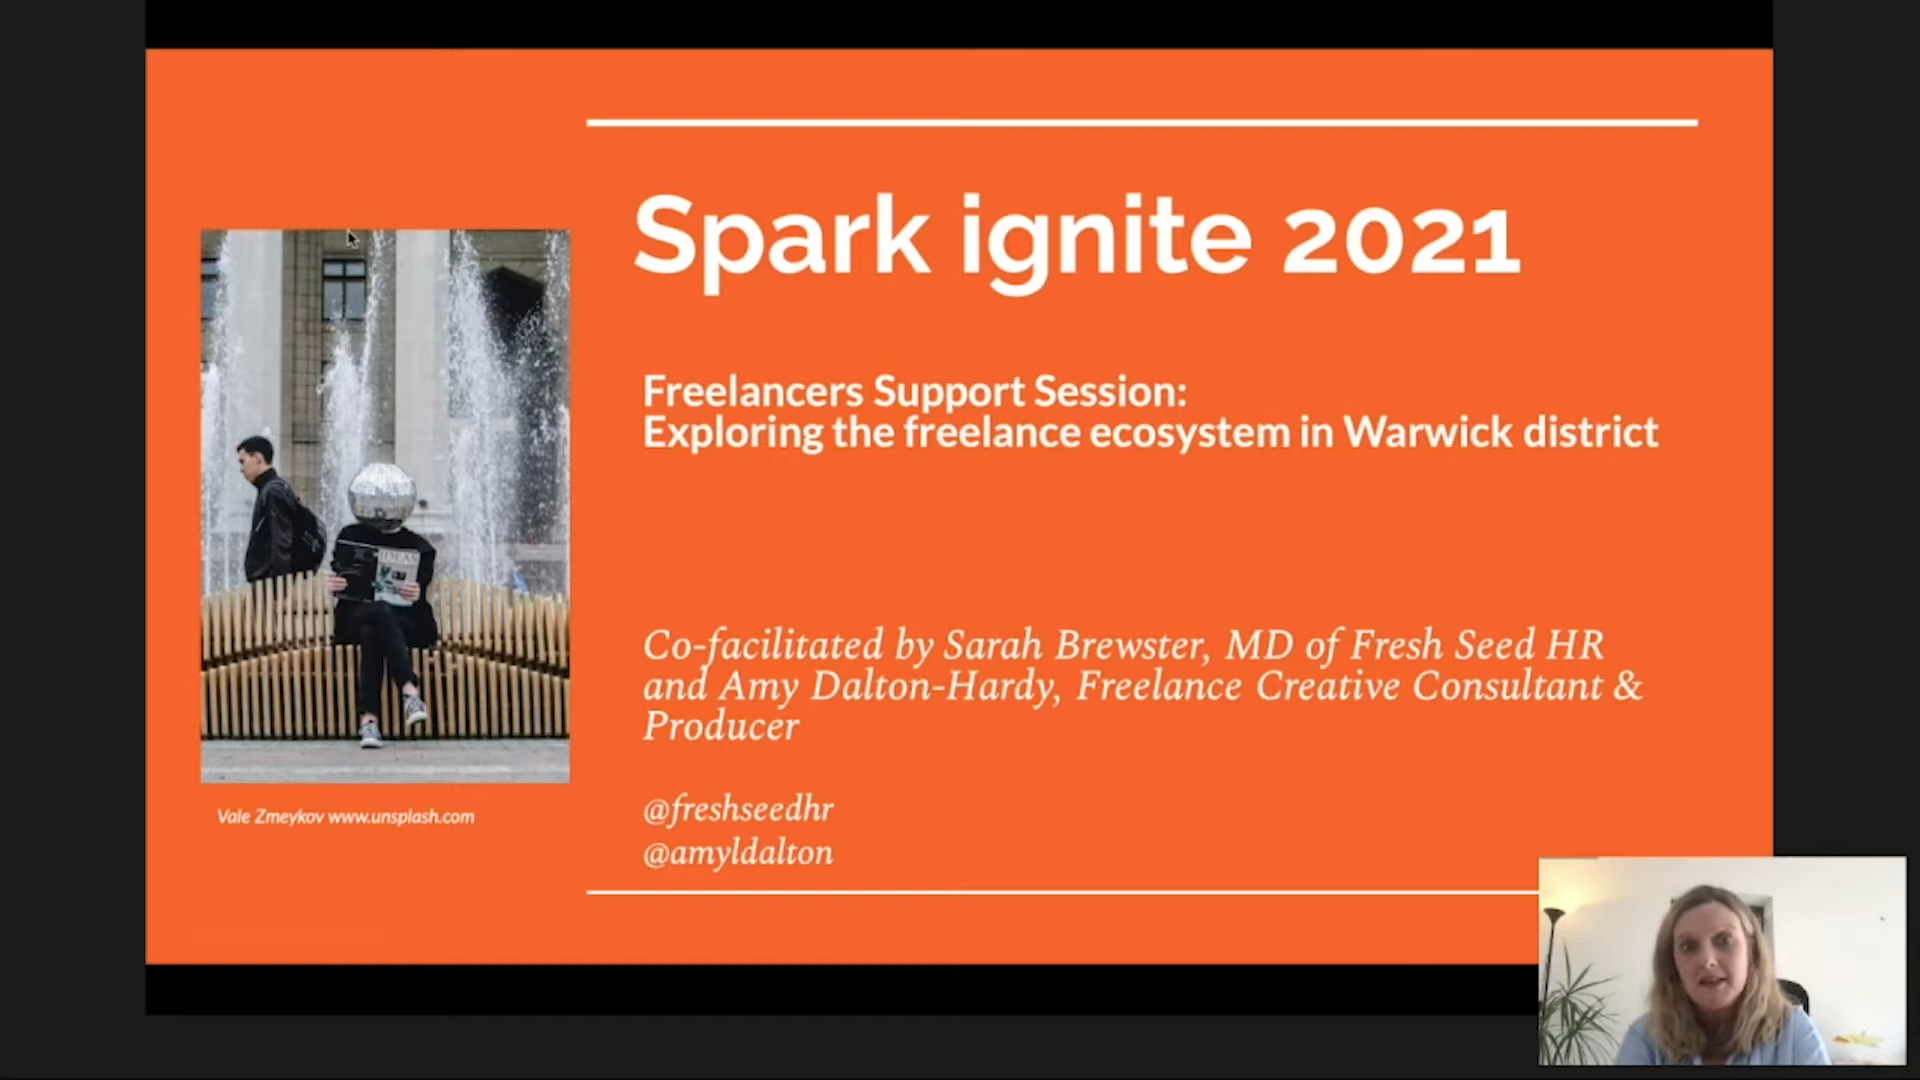 Spark ignite 2021
Freelancers Support Session:
Exploring the freelance ecosystem in Warwick district
IDEAS
Co-facilitated by Sarah Brewster, MD of Fresh Seed HR
and Amy Dalton-Hardy, Freelance Creative Consultant &
Producer
@freshseedhr
@amyldalton
Vale Zmeykov www.unsplash.com